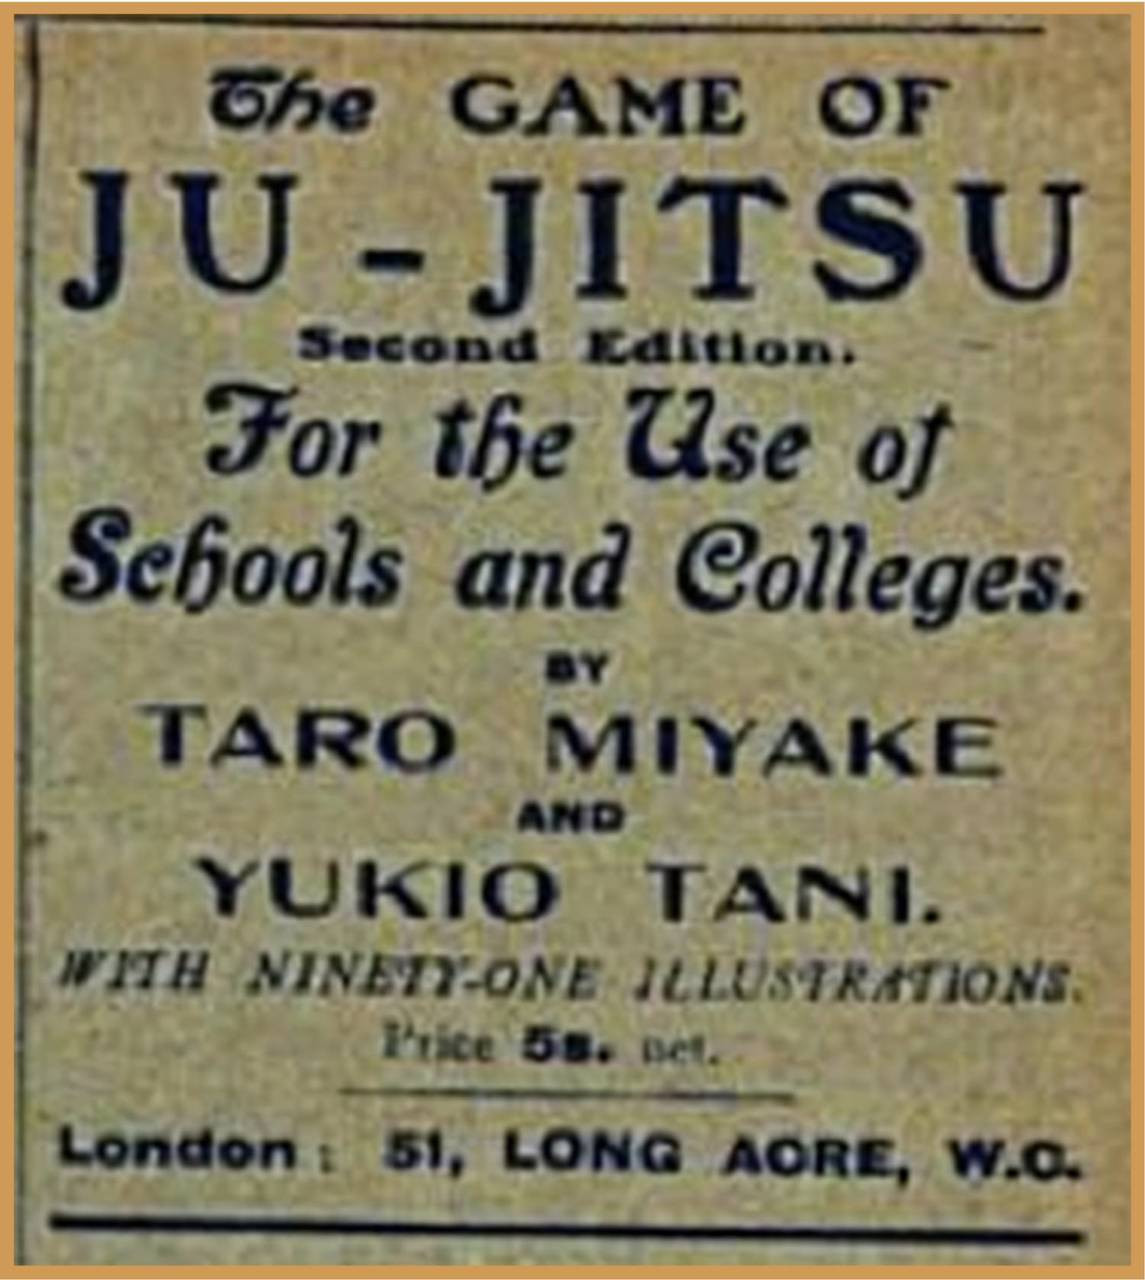 The GAME OF
JU-JITSU
Second Edition.
For the Use of
Schools and Colleges.
BY
TARO MIYAKE
AND
YUKIO TANI.
WITH NINETY-ONE ILLUSTRATIONS.
Price 5s. net.
London: 51, LONG ACRE, W.C.